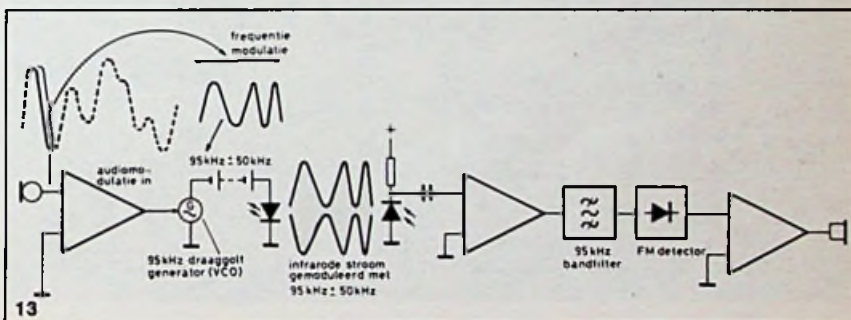 frequentie
modulatie
95kHz ± 50kHz
audiomo-
dulatie in
+
95kHz draaggolf
generator (VCO)
infrarode stroom
gemoduleerd met
95kHz ± 50kHz
95kHz
bandfilter
FM detector
13